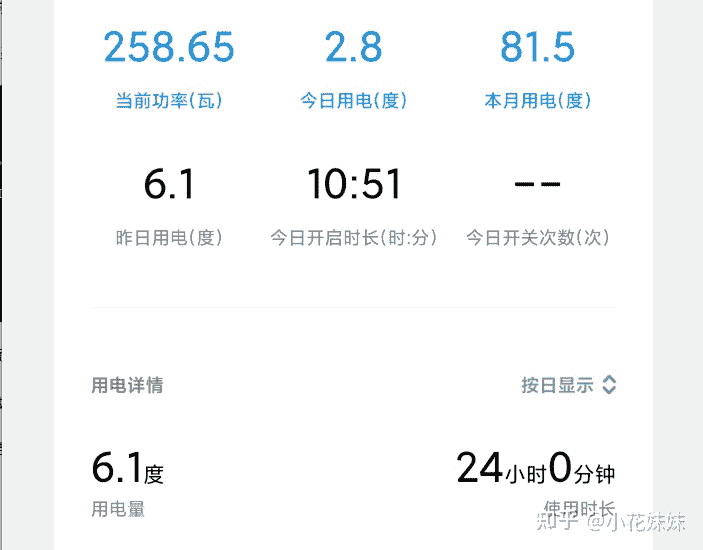 258.65 2.8 81.5
当前功率(瓦) 今日用电(度) 本月用电(度)
6.1 10:51 --
昨日用电(度) 今日开启时长(时:分) 今日开关次数(次)
用电详情 按日显示
6.1度 24小时0分钟
用电量 使用时长
知乎 @小花妹妹